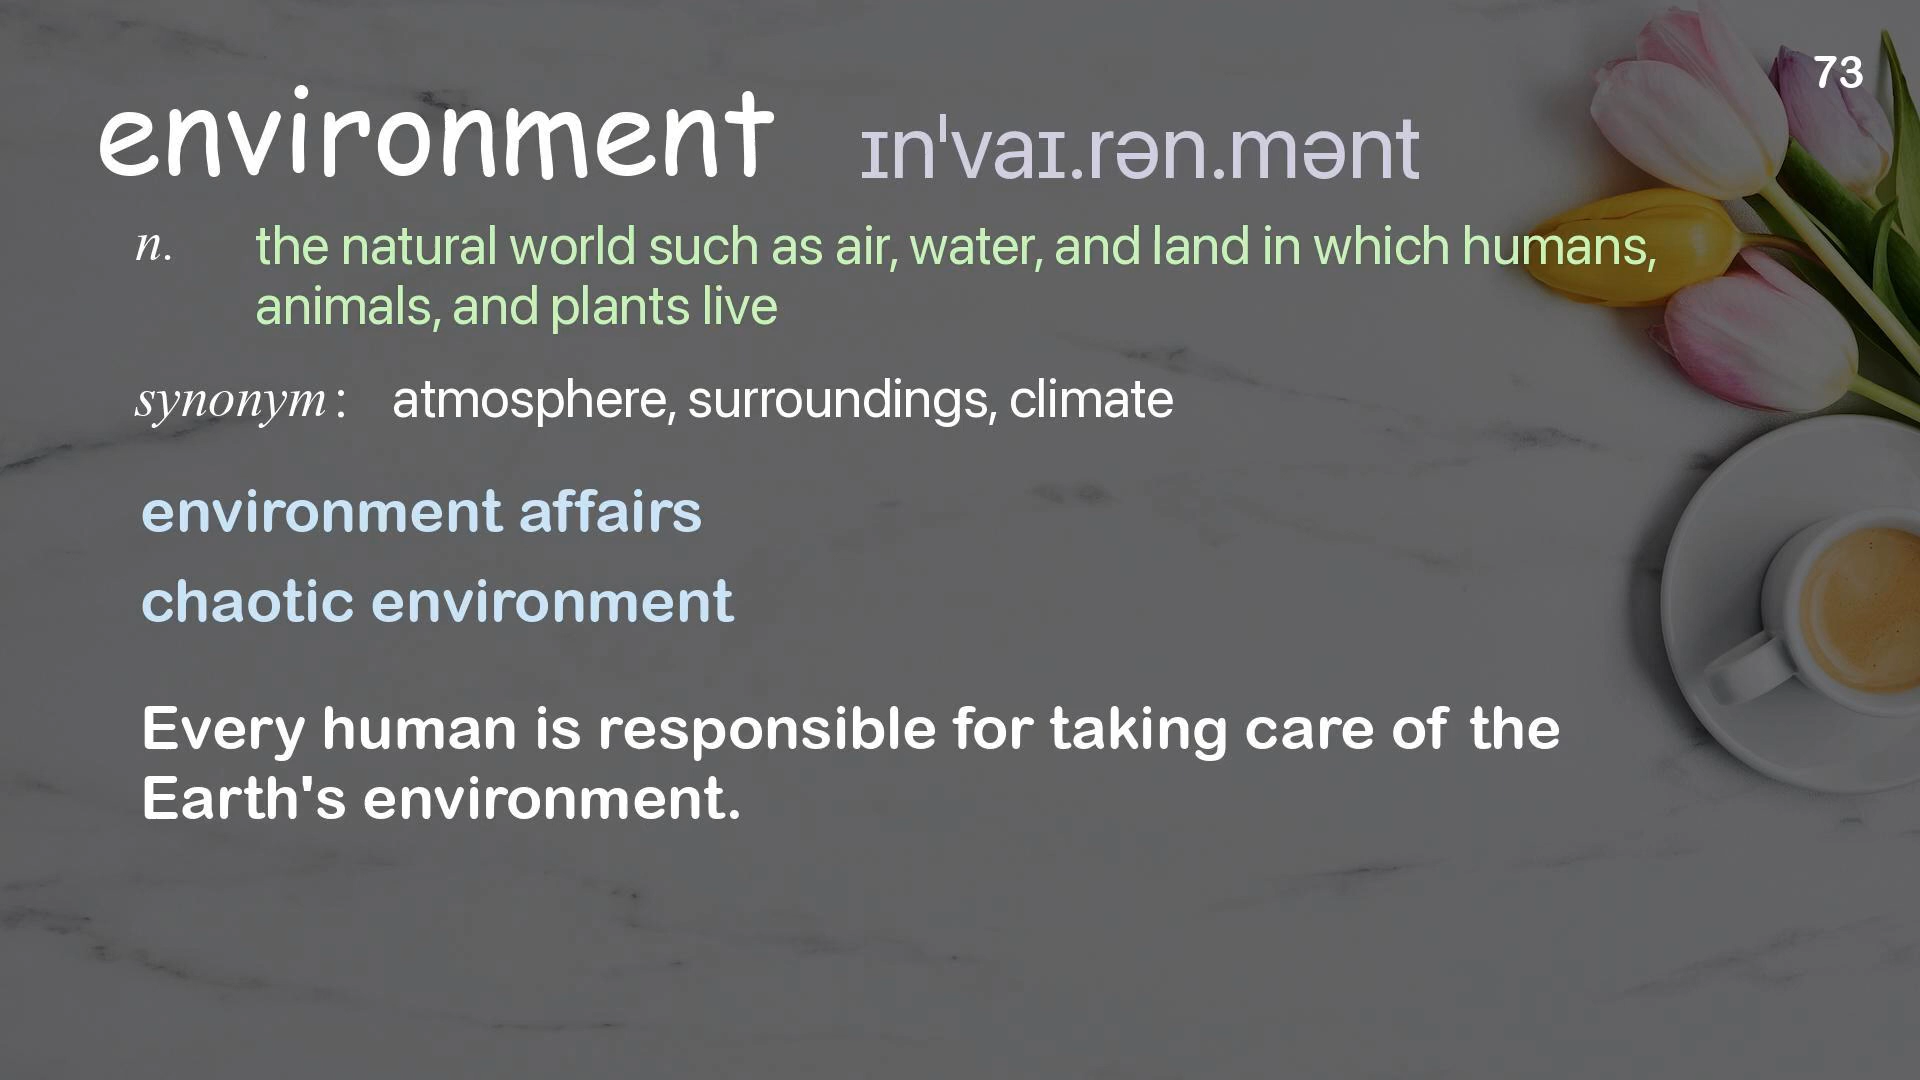 73
environment ɪnˈvaɪ.rən.mənt
n. the natural world such as air, water, and land in which humans,
animals, and plants live
synonym : atmosphere, surroundings, climate
environment affairs
chaotic environment
Every human is responsible for taking care of the
Earth's environment.